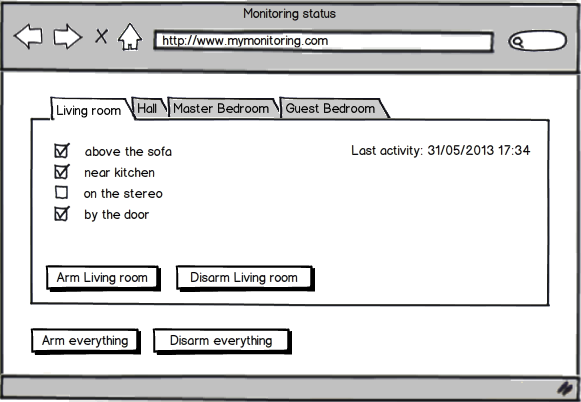 Monitoring status
http://www.mymonitoring.com
Living room Hall Master Bedroom Guest Bedroom
above the sofa Last activity: 31/05/2013 17:34
near kitchen
on the stereo
by the door
Arm Living room Disarm Living room
Arm everything Disarm everything